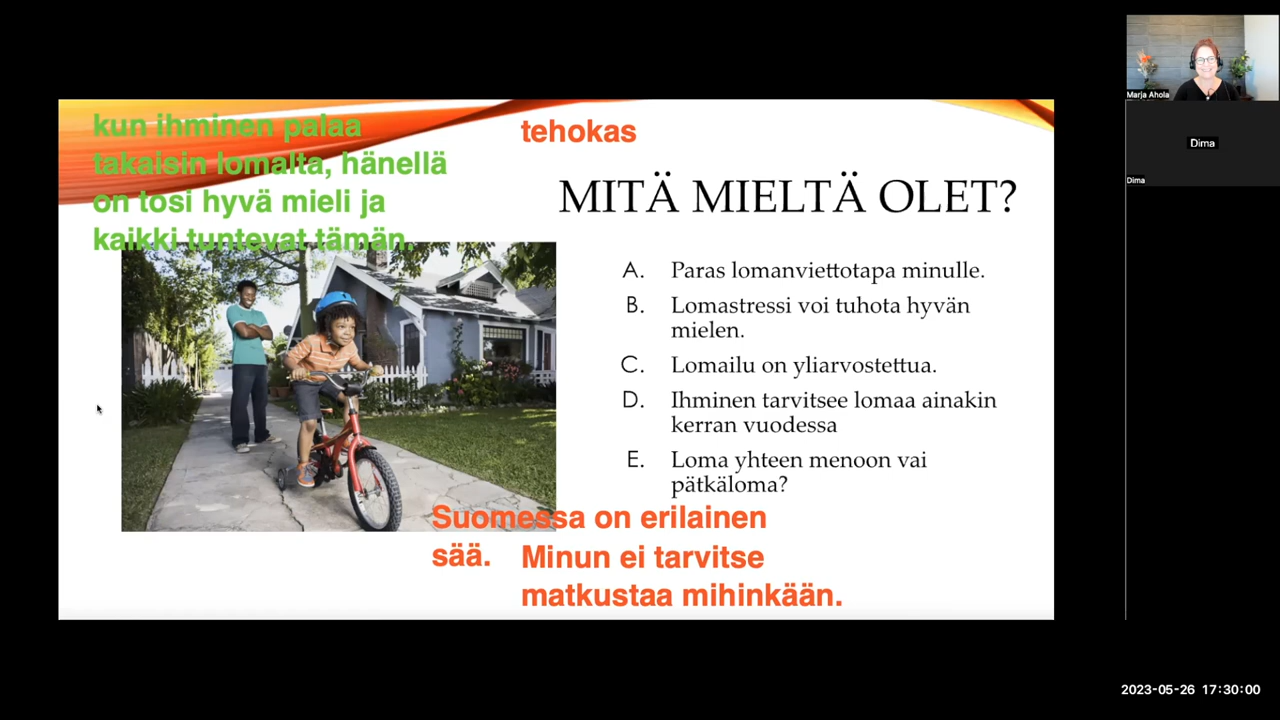 kun ihminen palaa
takaisin lomalta, hänellä
on tosi hyvä mieli ja
kaikki tuntevat tämän.
tehokas
MITÄ MIELTÄ OLET?
A. Paras lomanviettotapa minulle.
B. Lomastressi voi tuhota hyvän
mielen.
C. Lomailu on yliarvostettua.
D. Ihminen tarvitsee lomaa ainakin
kerran vuodessa
E. Loma yhteen menoon vai
pätkäloma?
Suomessa on erilainen
sää.
Minun ei tarvitse
matkustaa mihinkään.
Marja Ahola
Dima
Dima
2023-05-26 17:30:00